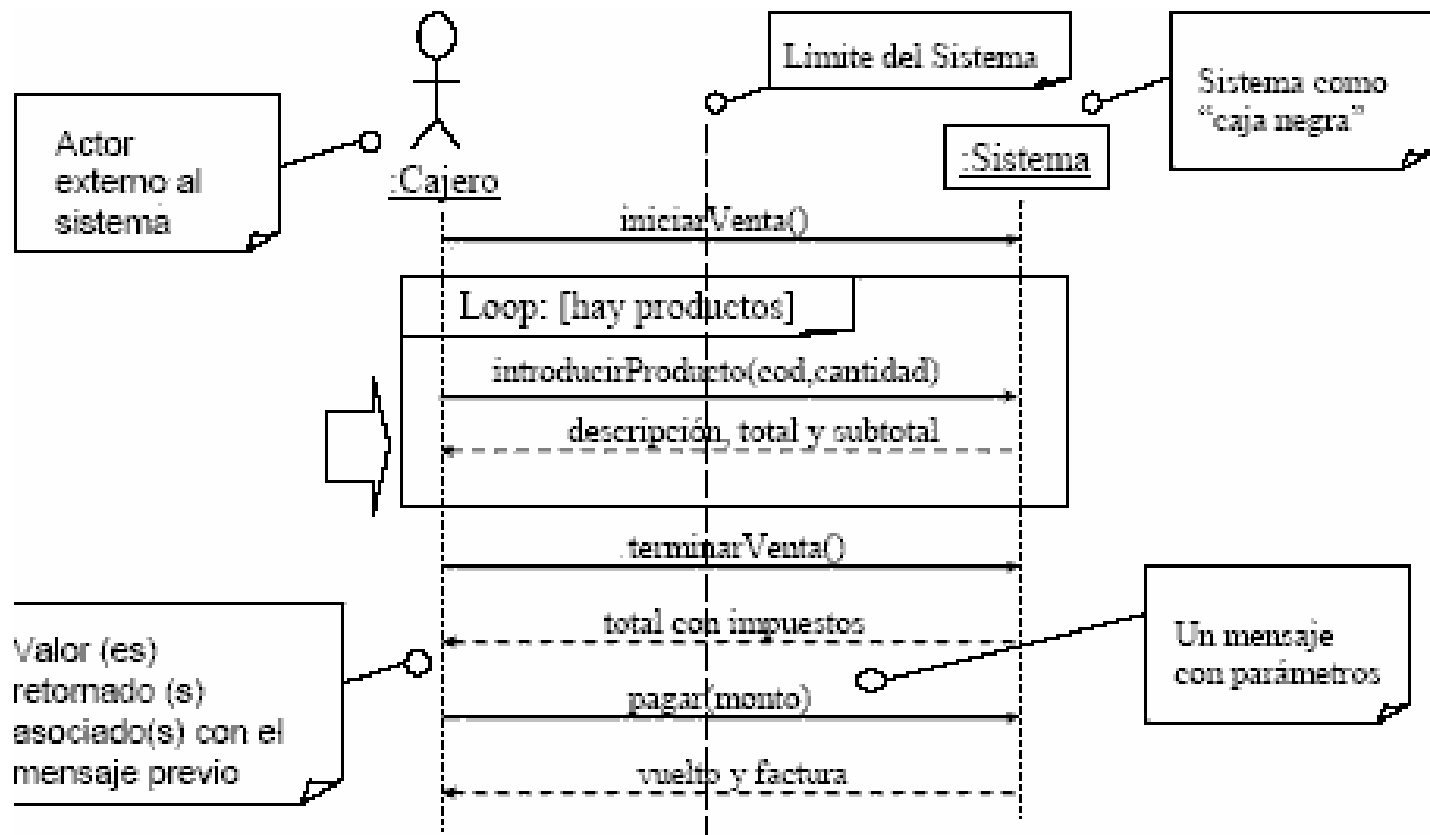 Límite del Sistema
Sistema como
“caja negra”
Actor
externo al
sistema
:Cajero
:Sistema
iniciarVenta()
Loop: [hay productos]
introducirProducto(cod,cantidad)
descripción, total y subtotal
terminarVenta()
total con impuestos
Un mensaje
con parámetros
Valor (es)
retornado (s)
asociado(s) con el
mensaje previo
pagar(monto)
vuelto y factura